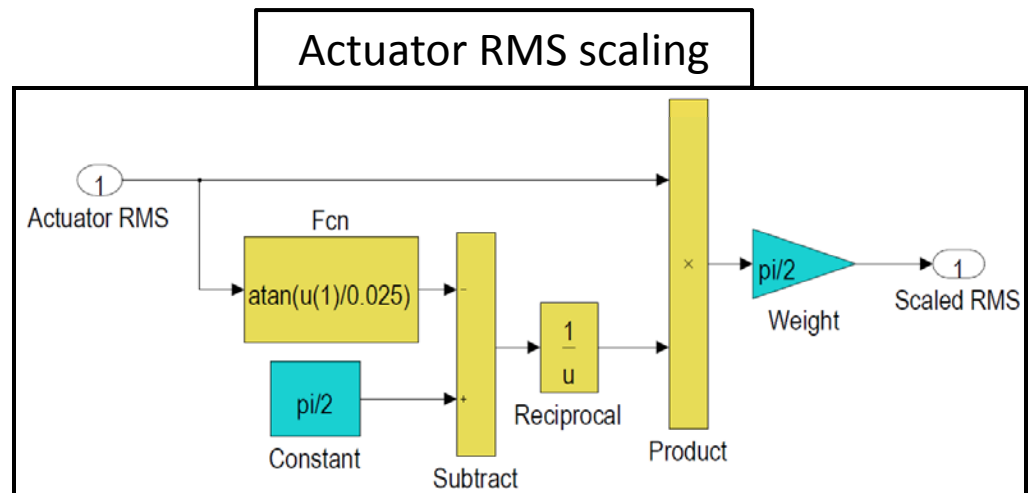 Actuator RMS scaling
1
Actuator RMS
Fcn
atan(u(1)/0.025)
pi/2
Constant
-
+
Subtract
1
u
Reciprocal
×
Product
pi/2
Weight
1
Scaled RMS